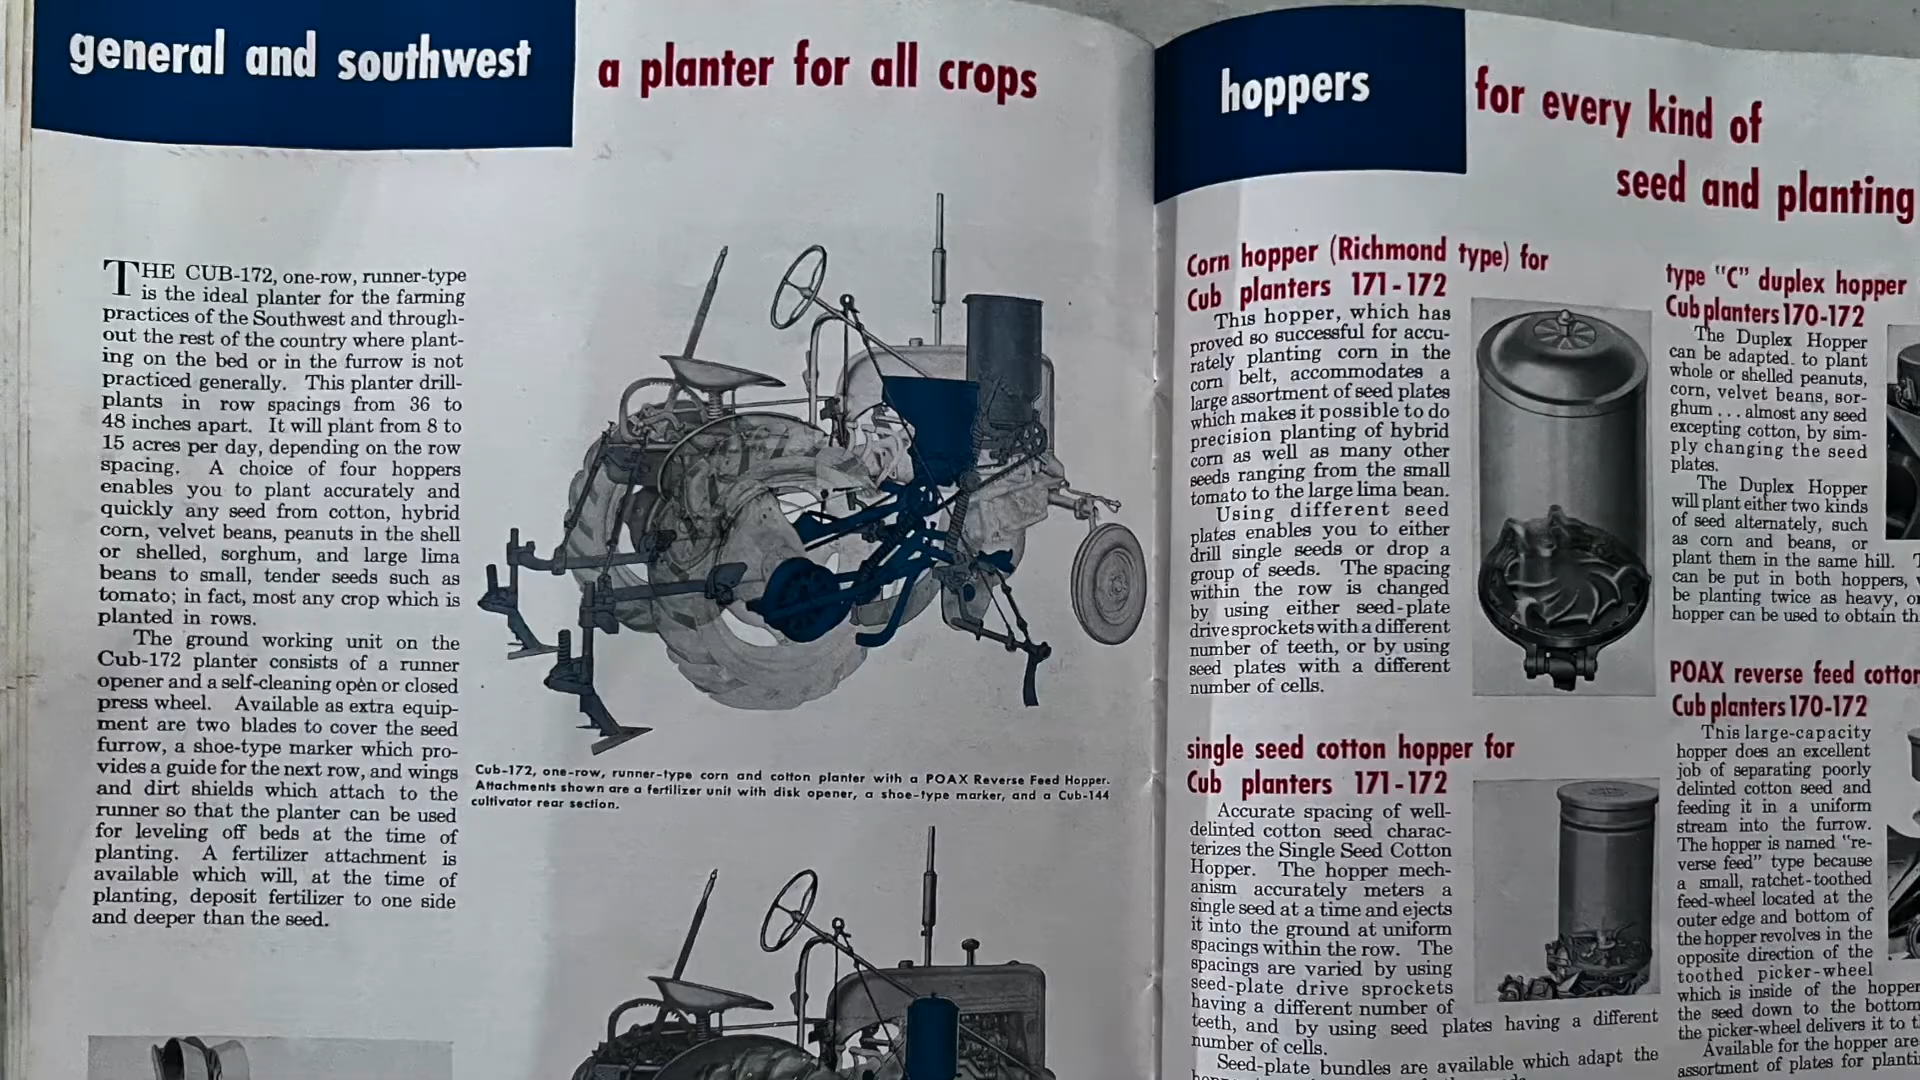 general and southwest
a planter for all crops
THE CUB-172, one-row, runner-type
is the ideal planter for the farming
practices of the Southwest and through-
out the rest of the country where plant-
ing on the bed or in the furrow is not
practiced generally. This planter drill-
plants in row spacings from 36 to
48 inches apart. It will plant from 8 to
15 acres per day, depending on the row
spacing. A choice of four hoppers
enables you to plant accurately and
quickly any seed from cotton, hybrid
corn, velvet beans, peanuts in the shell
or shelled, sorghum, and large lima
beans to small, tender seeds such as
tomato; in fact, most any crop which is
planted in rows.
The ground working unit on the
Cub-172 planter consists of a runner
opener and a self-cleaning open or closed
press wheel. Available as extra equip-
ment are two blades to cover the seed
furrow, a shoe-type marker which pro-
vides a guide for the next row, and wings
and dirt shields which attach to the
runner so that the planter can be used
for leveling off beds at the time of
planting. A fertilizer attachment is
available which will, at the time of
planting, deposit fertilizer to one side
and deeper than the seed.
Cub-172, one-row, runner-type corn and cotton planter with a POAX Reverse Feed Hopper.
Attachments shown are a fertilizer unit with disk opener, a shoe-type marker, and a Cub-144
cultivator rear section.
hoppers
for every kind of
seed and planting
Corn hopper (Richmond type) for
Cub planters 171-172
This hopper, which has
proved so successful for accu-
rately planting corn in the
corn belt, accommodates a
large assortment of seed plates
which makes it possible to do
precision planting of hybrid
corn as well as many other
seeds ranging from the small
tomato to the large lima bean.
Using different seed
plates enables you to either
drill single seeds or drop a
group of seeds. The spacing
within the row is changed
by using either seed-plate
drive sprockets with a different
number of teeth, or by using
seed plates with a different
number of cells.
single seed cotton hopper for
Cub planters 171-172
Accurate spacing of well-
delinted cotton seed charac-
terizes the Single Seed Cotton
Hopper. The hopper mech-
anism accurately meters a
single seed at a time and ejects
it into the ground at uniform
spacings within the row. The
spacings are varied by using
seed-plate drive sprockets
having a different number of
teeth, and by using seed plates having a different
number of cells.
Seed-plate bundles are available which adapt the
type "C" duplex hopper
Cub planters 170-172
The Duplex Hopper
can be adapted. to plant
whole or shelled peanuts,
corn, velvet beans, sor-
ghum . . . almost any seed
excepting cotton, by sim-
ply changing the seed
plates.
The Duplex Hopper
will plant either two kinds
of seed alternately, such
as corn and beans, or
plant them in the same hill.
can be put in both hoppers,
be planting twice as heavy,
hopper can be used to obtain
POAX reverse feed cotton
Cub planters 170-172
This large-capacity
hopper does an excellent
job of separating poorly
delinted cotton seed and
feeding it in a uniform
stream into the furrow.
The hopper is named "re-
verse feed" type because
a small, ratchet-toothed
feed-wheel located at the
outer edge and bottom of
the hopper revolves in the
opposite direction of the
toothed picker-wheel
which is inside of the hopper
the seed down to the bottom
the picker-wheel delivers it to
Available for the hopper are
assortment of plates for